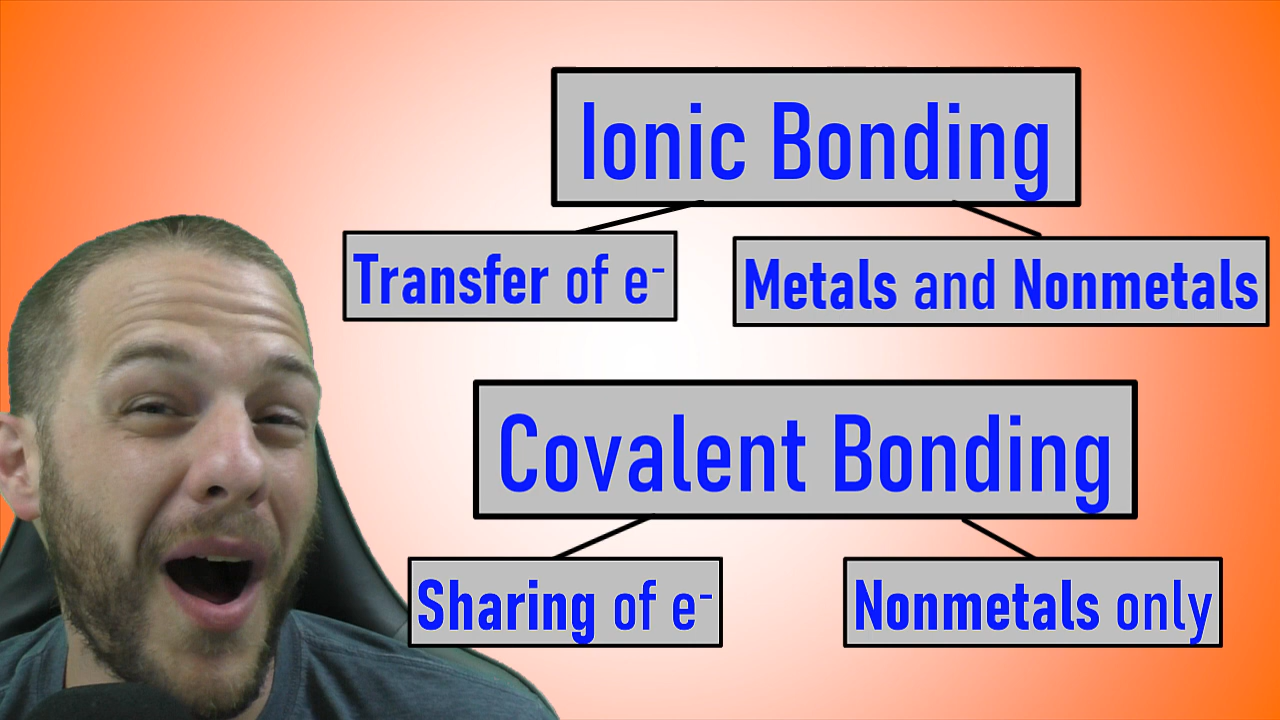 Ionic Bonding
Transfer of e⁻
Metals and Nonmetals
Covalent Bonding
Sharing of e⁻
Nonmetals only